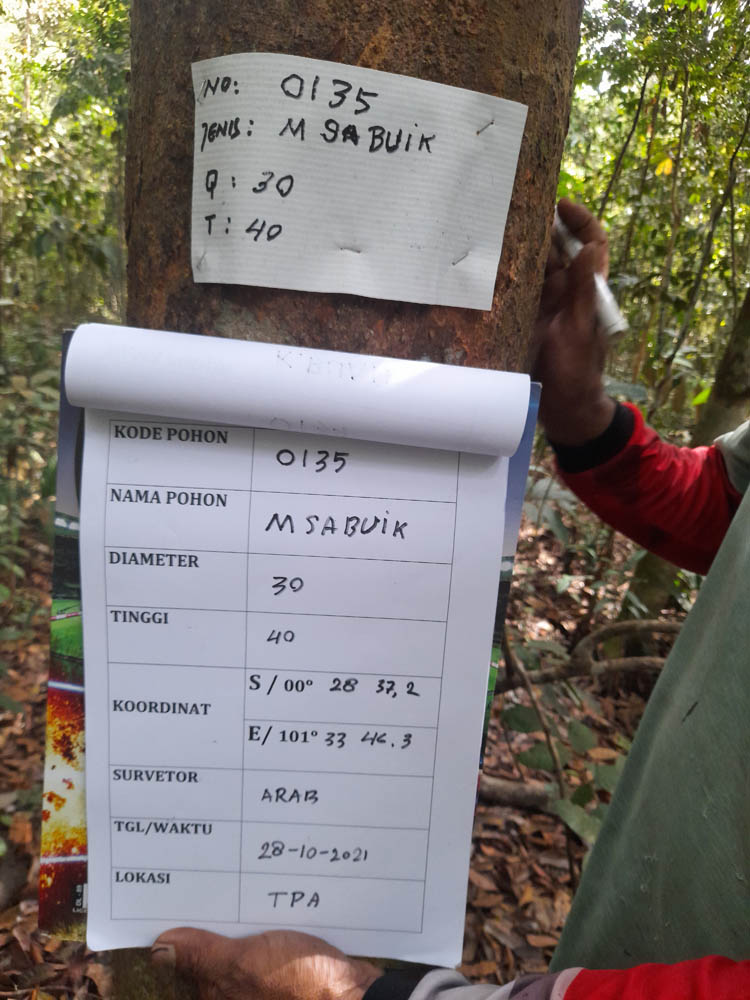 NO: 0135
JENIS: M SABUIK
Q: 30
T: 40
KODE POHON 0135
NAMA POHON M SABUIK
DIAMETER 30
TINGGI 40
KOORDINAT
S / 00° 28 37,2
E/ 101° 33 46.3
SURVETOR ARAB
TGL/WAKTU 28-10-2021
LOKASI TPA